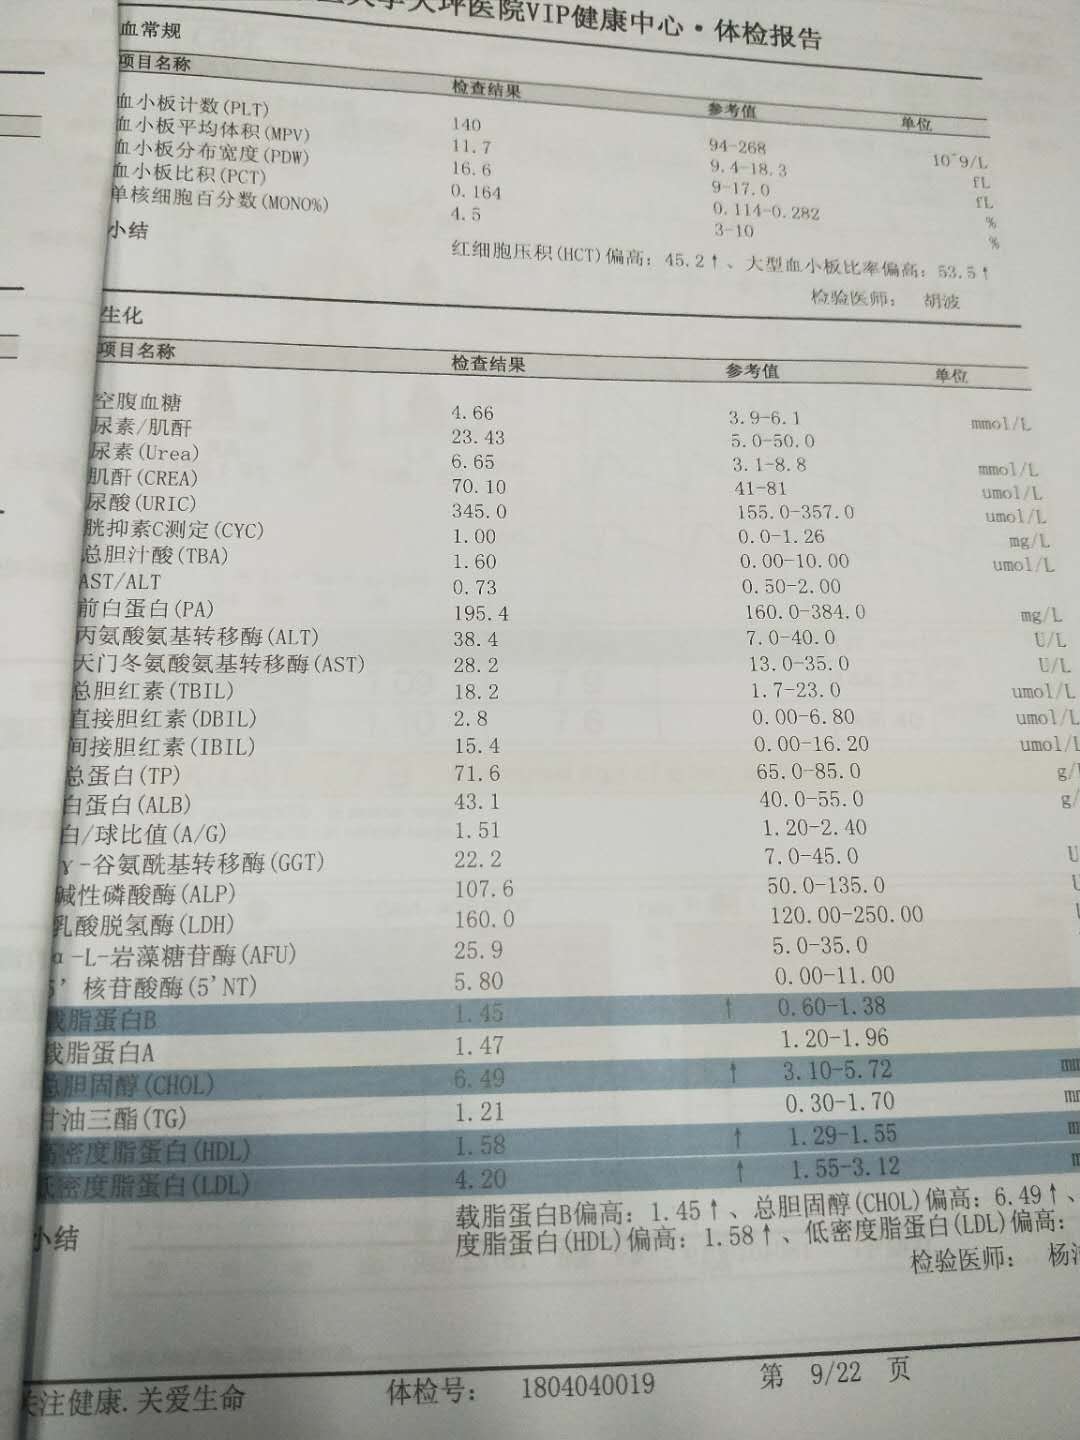 大学大坪医院VIP健康中心·体检报告
血常规
项目名称 检查结果 参考值 单位
血小板计数(PLT) 140 94-268 10^9/L
血小板平均体积(MPV) 11.7 9.4-18.3 fL
血小板分布宽度(PDW) 16.6 9-17.0 fL
血小板比积(PCT) 0.164 0.114-0.282 %
单核细胞百分数(MONO%) 4.5 3-10 %
小结 红细胞压积(HCT)偏高：45.2↑、大型血小板比率偏高：53.5↑
检验医师： 胡波
生化
项目名称 检查结果 参考值 单位
空腹血糖 4.66 3.9-6.1 mmol/L
尿素/肌酐 23.43 5.0-50.0
尿素(Urea) 6.65 3.1-8.8 mmol/L
肌酐(CREA) 70.10 41-81 umol/L
尿酸(URIC) 345.0 155.0-357.0 umol/L
胱抑素C测定(CYC) 1.00 0.0-1.26 mg/L
总胆汁酸(TBA) 1.60 0.00-10.00 umol/L
AST/ALT 0.73 0.50-2.00
前白蛋白(PA) 195.4 160.0-384.0 mg/L
丙氨酸氨基转移酶(ALT) 38.4 7.0-40.0 U/L
天门冬氨酸氨基转移酶(AST) 28.2 13.0-35.0 U/L
总胆红素(TBIL) 18.2 1.7-23.0 umol/L
直接胆红素(DBIL) 2.8 0.00-6.80 umol/L
间接胆红素(IBIL) 15.4 0.00-16.20 umol/L
总蛋白(TP) 71.6 65.0-85.0 g/
白蛋白(ALB) 43.1 40.0-55.0 g/
白/球比值(A/G) 1.51 1.20-2.40
γ-谷氨酰基转移酶(GGT) 22.2 7.0-45.0 U
碱性磷酸酶(ALP) 107.6 50.0-135.0 U
乳酸脱氢酶(LDH) 160.0 120.00-250.00
α-L-岩藻糖苷酶(AFU) 25.9 5.0-35.0
5'核苷酸酶(5'NT) 5.80 0.00-11.00
载脂蛋白B 1.45 ↑ 0.60-1.38
载脂蛋白A 1.47 1.20-1.96
总胆固醇(CHOL) 6.49 ↑ 3.10-5.72 mm
甘油三酯(TG) 1.21 0.30-1.70 mm
高密度脂蛋白(HDL) 1.58 ↑ 1.29-1.55 m
低密度脂蛋白(LDL) 4.20 ↑ 1.55-3.12 m
小结 载脂蛋白B偏高：1.45↑、总胆固醇(CHOL)偏高：6.49↑、
度脂蛋白(HDL)偏高：1.58↑、低密度脂蛋白(LDL)偏高：
检验医师： 杨
关注健康.关爱生命 体检号： 1804040019 第 9/22 页